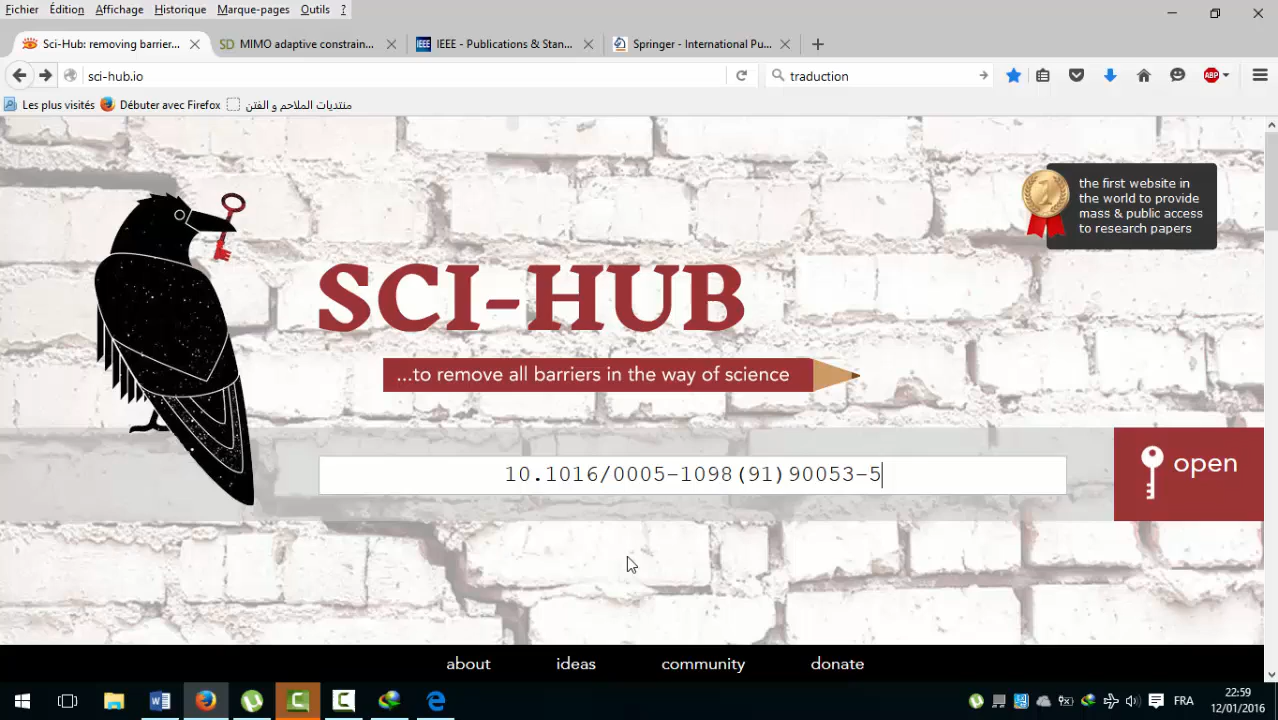 Fichier Édition Affichage Historique Marque-pages Outils ?
Sci-Hub: removing barrier... MIMO adaptive constrain... IEEE - Publications & Stan... Springer - International Pu...
sci-hub.io traduction ABP
Les plus visités Débuter avec Firefox منتديات الملاحم و الفتن
the first website in
the world to provide
mass & public access
to research papers
SCI-HUB
...to remove all barriers in the way of science
10.1016/0005-1098(91)90053-5
open
about ideas community donate
FRA
22:59
12/01/2016